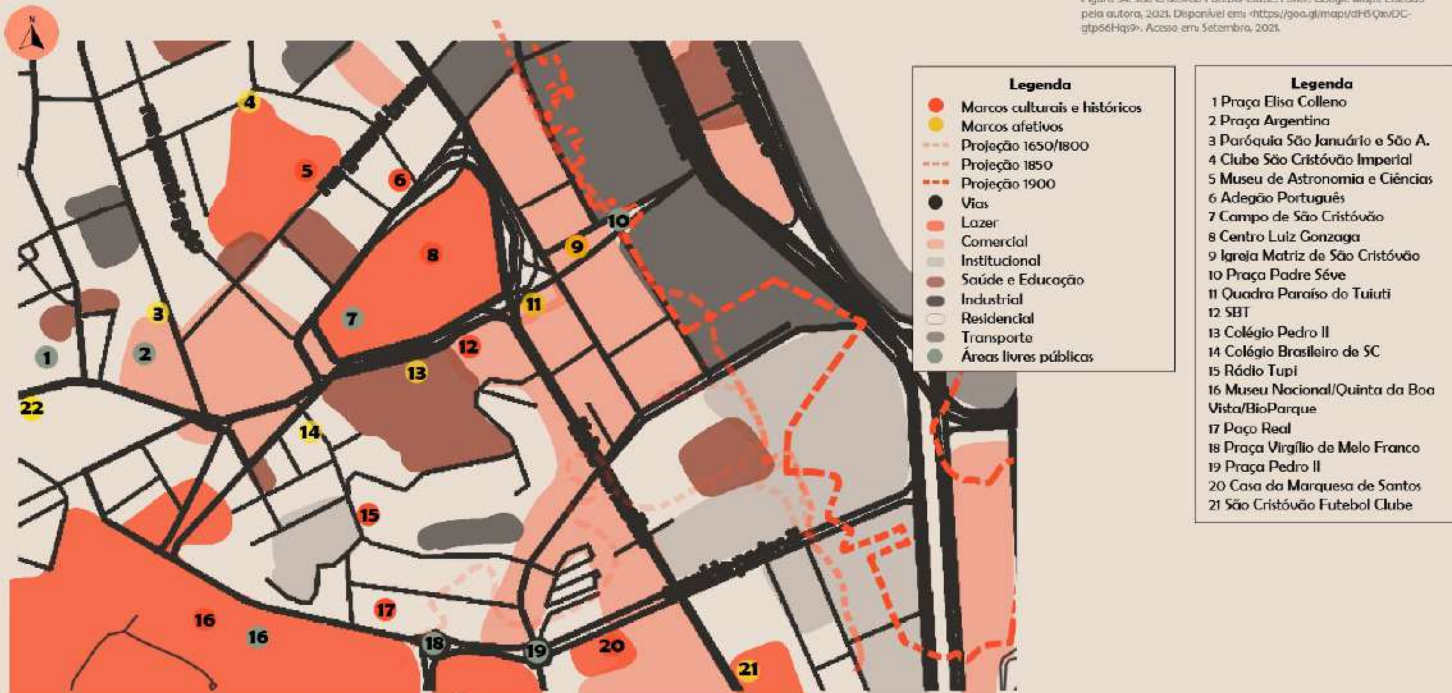 pela autora, 2021. Disponível em:
Acesso em: Setembro, 2021.
Legenda
Marcos culturais e históricos
Marcos afetivos
Projeção 1650/1800
Projeção 1850
Projeção 1900
Vias
Lazer
Comercial
Institucional
Saúde e Educação
Industrial
Residencial
Transporte
Áreas livres públicas
Legenda
1 Praça Elisa Colleno
2 Praça Argentina
3 Paróquia São Januário e São A.
4 Clube São Cristóvão Imperial
5 Museu de Astronomia e Ciências
6 Adegão Português
7 Campo de São Cristóvão
8 Centro Luiz Gonzaga
9 Igreja Matriz de São Cristóvão
10 Praça Padre Séve
11 Quadra Paraíso do Tuiuti
12 SBT
13 Colégio Pedro II
14 Colégio Brasileiro de SC
15 Rádio Tupi
16 Museu Nacional/Quinta da Boa
Vista/BioParque
17 Paço Real
18 Praça Virgílio de Melo Franco
19 Praça Pedro II
20 Casa da Marquesa de Santos
21 São Cristóvão Futebol Clube
4
5
6
10
9
8
11
3
7
1
2
12
13
22
14
15
16
16
17
18
19
20
21